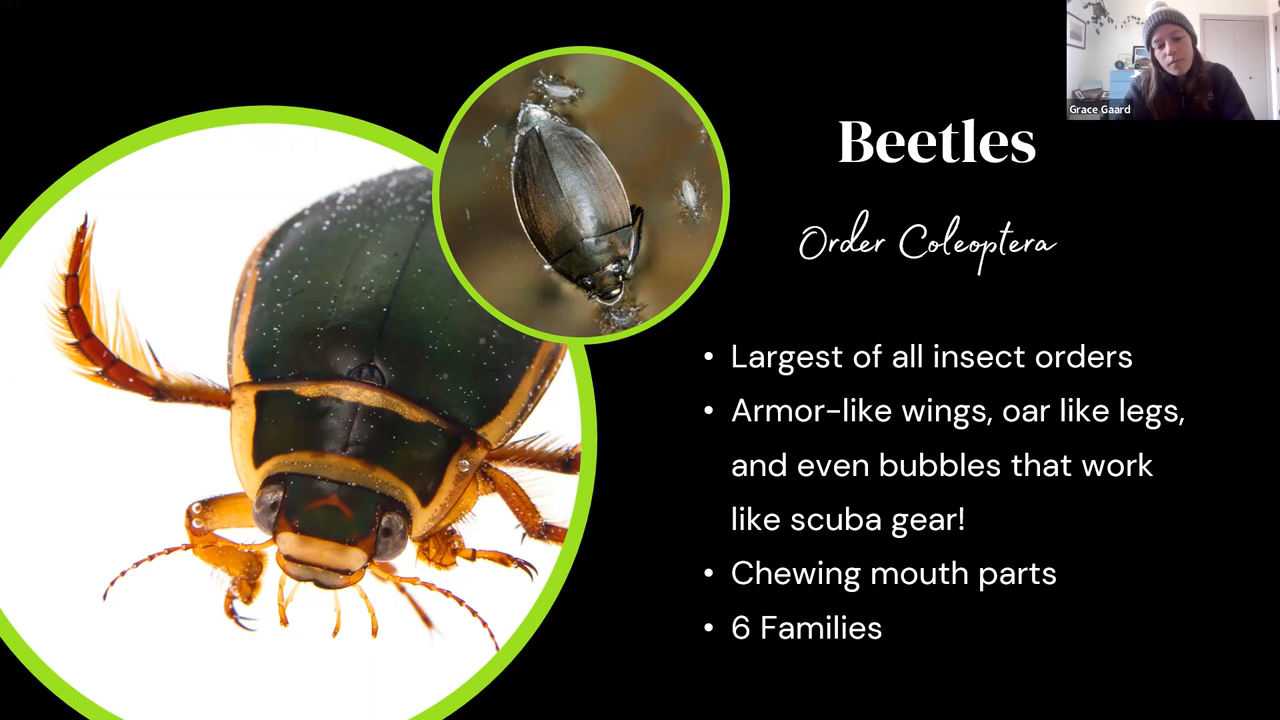 Grace Gaard
Beetles
Order Coleoptera
• Largest of all insect orders
• Armor-like wings, oar like legs,
and even bubbles that work
like scuba gear!
• Chewing mouth parts
• 6 Families